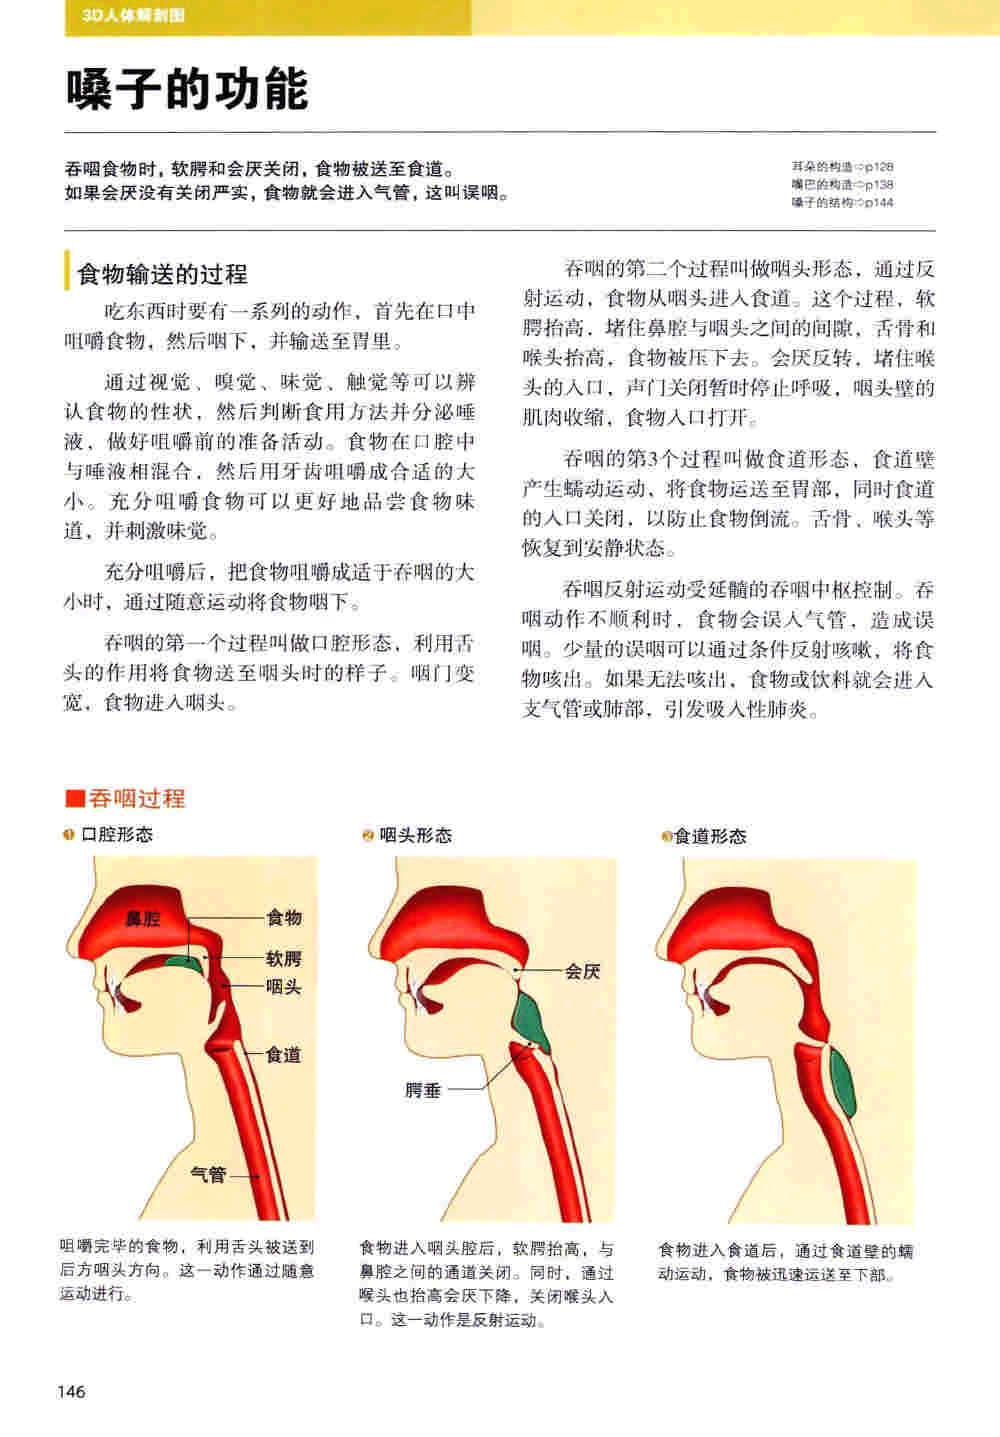 3D人体解剖图
嗓子的功能
吞咽食物时，软腭和会厌关闭，食物被送至食道。
如果会厌没有关闭严实，食物就会进入气管，这叫误咽。
耳朵的构造⇨p128
嘴巴的构造⇨p138
嗓子的结构⇨p144
食物输送的过程
吃东西时要有一系列的动作，首先在口中
咀嚼食物，然后咽下，并输送至胃里。
通过视觉、嗅觉、味觉、触觉等可以辨
认食物的性状，然后判断食用方法并分泌唾
液，做好咀嚼前的准备活动。食物在口腔中
与唾液相混合，然后用牙齿咀嚼成合适的大
小。充分咀嚼食物可以更好地品尝食物味
道，并刺激味觉。
充分咀嚼后，把食物咀嚼成适于吞咽的大
小时，通过随意运动将食物咽下。
吞咽的第一个过程叫做口腔形态，利用舌
头的作用将食物送至咽头时的样子。咽门变
宽，食物进入咽头。
吞咽的第二个过程叫做咽头形态，通过反
射运动，食物从咽头进入食道。这个过程，软
腭抬高，堵住鼻腔与咽头之间的间隙，舌骨和
喉头抬高，食物被压下去。会厌反转，堵住喉
头的入口，声门关闭暂时停止呼吸，咽头壁的
肌肉收缩，食物入口打开。
吞咽的第3个过程叫做食道形态，食道壁
产生蠕动运动，将食物运送至胃部，同时食道
的入口关闭，以防止食物倒流。舌骨、喉头等
恢复到安静状态。
吞咽反射运动受延髓的吞咽中枢控制。吞
咽动作不顺利时，食物会误入气管，造成误
咽。少量的误咽可以通过条件反射咳嗽，将食
物咳出。如果无法咳出，食物或饮料就会进入
支气管或肺部，引发吸入性肺炎。
■吞咽过程
❶ 口腔形态
鼻腔
食物
软腭
咽头
食道
气管
咀嚼完毕的食物，利用舌头被送到
后方咽头方向。这一动作通过随意
运动进行。
❷ 咽头形态
会厌
腭垂
食物进入咽头腔后，软腭抬高，与
鼻腔之间的通道关闭。同时，通过
喉头也抬高会厌下降，关闭喉头入
口。这一动作是反射运动。
❸食道形态
食物进入食道后，通过食道壁的蠕
动运动，食物被迅速运送至下部。
146